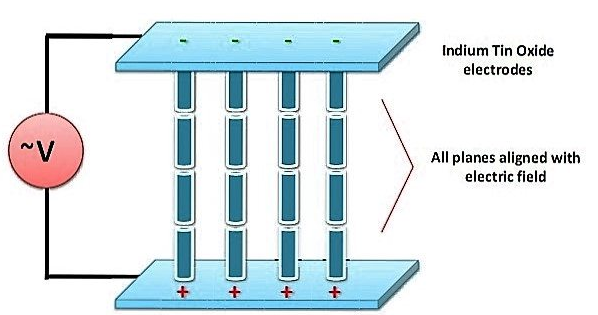 - - - -
Indium Tin Oxide
electrodes
~V
All planes aligned with
electric field
+ + + +